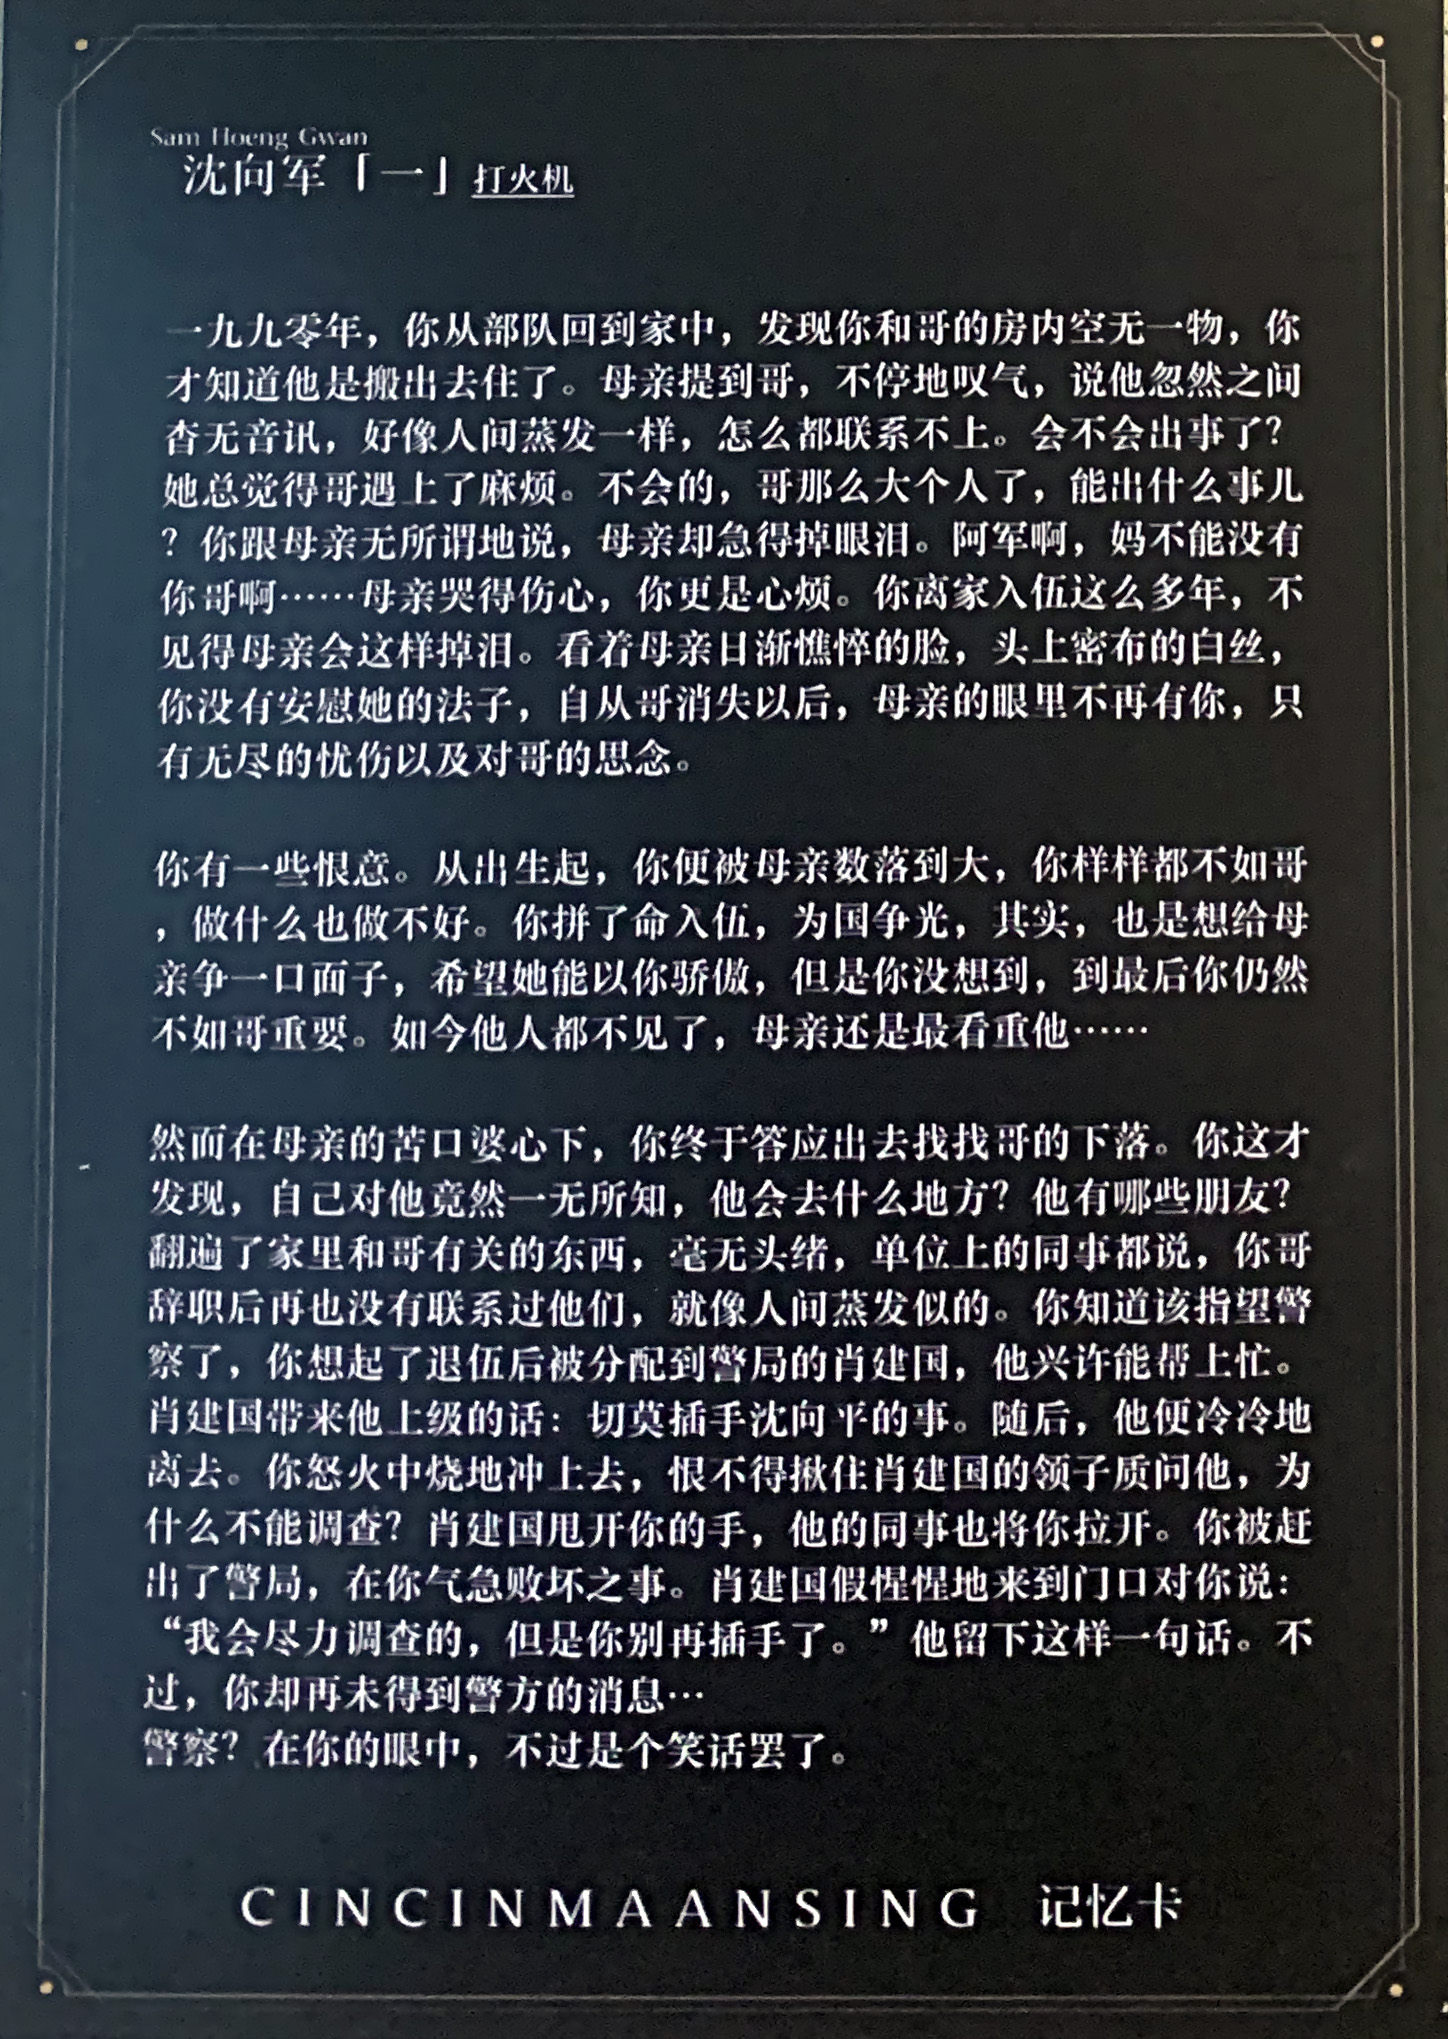 Sam Hoeng Gwan
沈向军「一」打火机
一九九零年，你从部队回到家中，发现你和哥的房内空无一物，你
才知道他是搬出去住了。母亲提到哥，不停地叹气，说他忽然之间
杳无音讯，好像人间蒸发一样，怎么都联系不上。会不会出事了？
她总觉得哥遇上了麻烦。不会的，哥那么大个人了，能出什么事儿
？你跟母亲无所谓地说，母亲却急得掉眼泪。阿军啊，妈不能没有
你哥啊……母亲哭得伤心，你更是心烦。你离家入伍这么多年，不
见得母亲会这样掉泪。看着母亲日渐憔悴的脸，头上密布的白丝，
你没有安慰她的法子，自从哥消失以后，母亲的眼里不再有你，只
有无尽的忧伤以及对哥的思念。
你有一些恨意。从出生起，你便被母亲数落到大，你样样都不如哥
，做什么也做不好。你拼了命入伍，为国争光，其实，也是想给母
亲争一口面子，希望她能以你骄傲，但是你没想到，到最后你仍然
不如哥重要。如今他人都不见了，母亲还是最看重他……
然而在母亲的苦口婆心下，你终于答应出去找找哥的下落。你这才
发现，自己对他竟然一无所知，他会去什么地方？他有哪些朋友？
翻遍了家里和哥有关的东西，毫无头绪，单位上的同事都说，你哥
辞职后再也没有联系过他们，就像人间蒸发似的。你知道该指望警
察了，你想起了退伍后被分配到警局的肖建国，他兴许能帮上忙。
肖建国带来他上级的话：切莫插手沈向平的事。随后，他便冷冷地
离去。你怒火中烧地冲上去，恨不得揪住肖建国的领子质问他，为
什么不能调查？肖建国甩开你的手，他的同事也将你拉开。你被赶
出了警局，在你气急败坏之事。肖建国假惺惺地来到门口对你说：
“我会尽力调查的，但是你别再插手了。”他留下这样一句话。不
过，你却再未得到警方的消息…
警察？在你的眼中，不过是个笑话罢了。
CINCINMAANSING 记忆卡